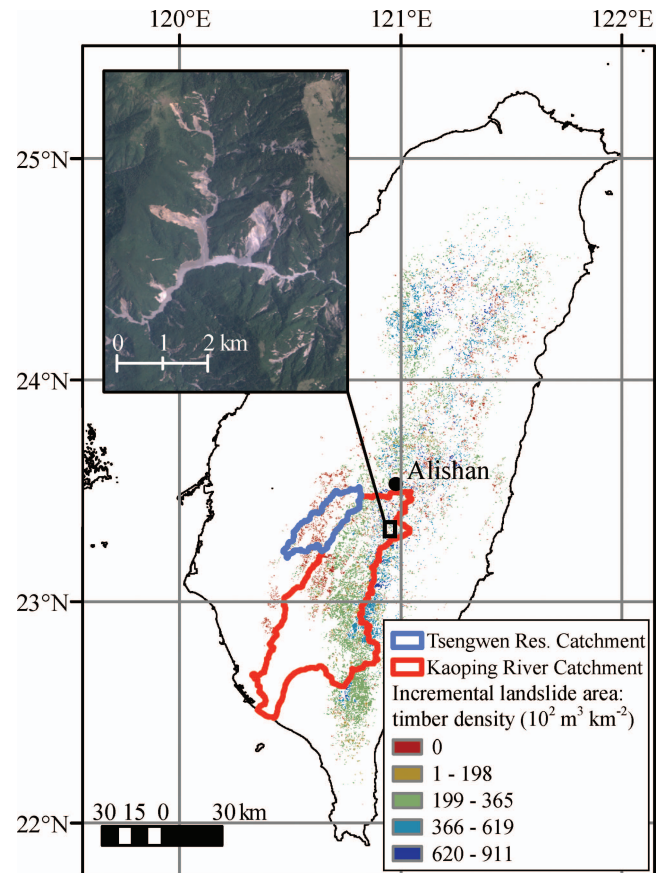 120°E 121°E 122°E
25°N
24°N
23°N
22°N
0 1 2 km
Alishan
Tsengwen Res. Catchment
Kaoping River Catchment
Incremental landslide area:
timber density (10² m³ km⁻²)
0
1 - 198
199 - 365
366 - 619
620 - 911
30 15 0 30 km